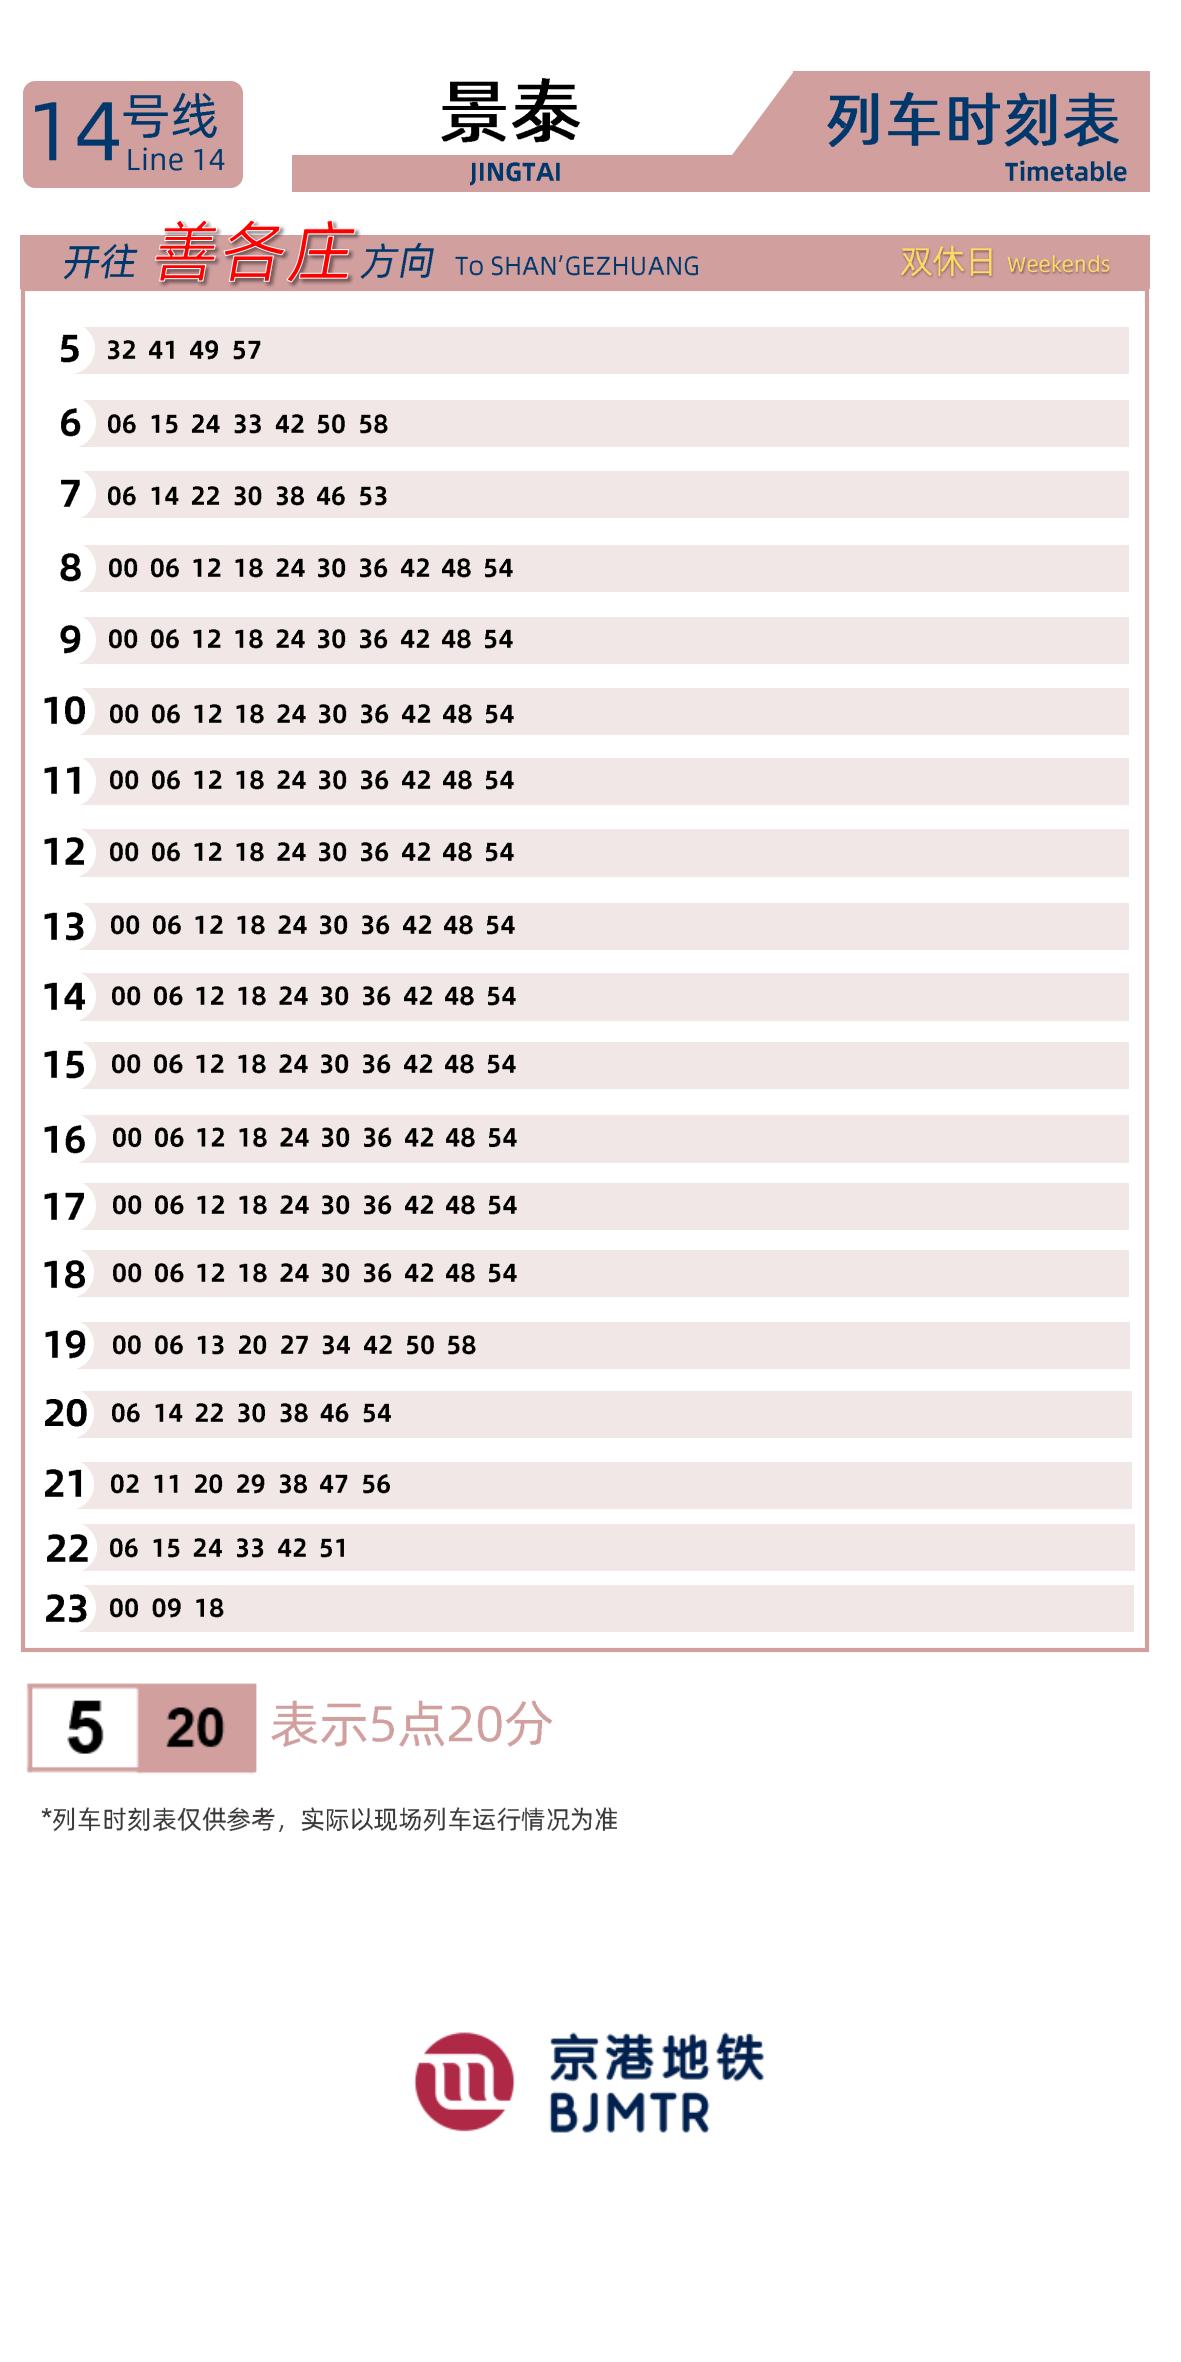 14号线
Line 14
景泰
JINGTAI
列车时刻表
Timetable
开往 善各庄 方向 To SHAN’GEZHUANG 双休日 Weekends
5 32 41 49 57
6 06 15 24 33 42 50 58
7 06 14 22 30 38 46 53
8 00 06 12 18 24 30 36 42 48 54
9 00 06 12 18 24 30 36 42 48 54
10 00 06 12 18 24 30 36 42 48 54
11 00 06 12 18 24 30 36 42 48 54
12 00 06 12 18 24 30 36 42 48 54
13 00 06 12 18 24 30 36 42 48 54
14 00 06 12 18 24 30 36 42 48 54
15 00 06 12 18 24 30 36 42 48 54
16 00 06 12 18 24 30 36 42 48 54
17 00 06 12 18 24 30 36 42 48 54
18 00 06 12 18 24 30 36 42 48 54
19 00 06 13 20 27 34 42 50 58
20 06 14 22 30 38 46 54
21 02 11 20 29 38 47 56
22 06 15 24 33 42 51
23 00 09 18
5 20 表示5点20分
*列车时刻表仅供参考，实际以现场列车运行情况为准
京港地铁
BJMTR